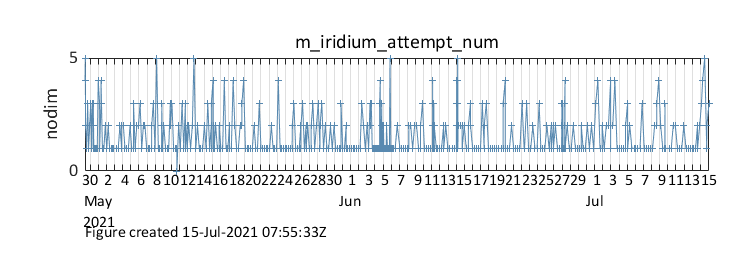 m_iridium_attempt_num
5
nodim
0
30 2 4 6 8 10 12 14 16 18 20 22 24 26 28 30 1 3 5 7 9 11 13 15 17 19 21 23 25 27 29 1 3 5 7 9 11 13 15
May Jun Jul
2021
Figure created 15-Jul-2021 07:55:33Z